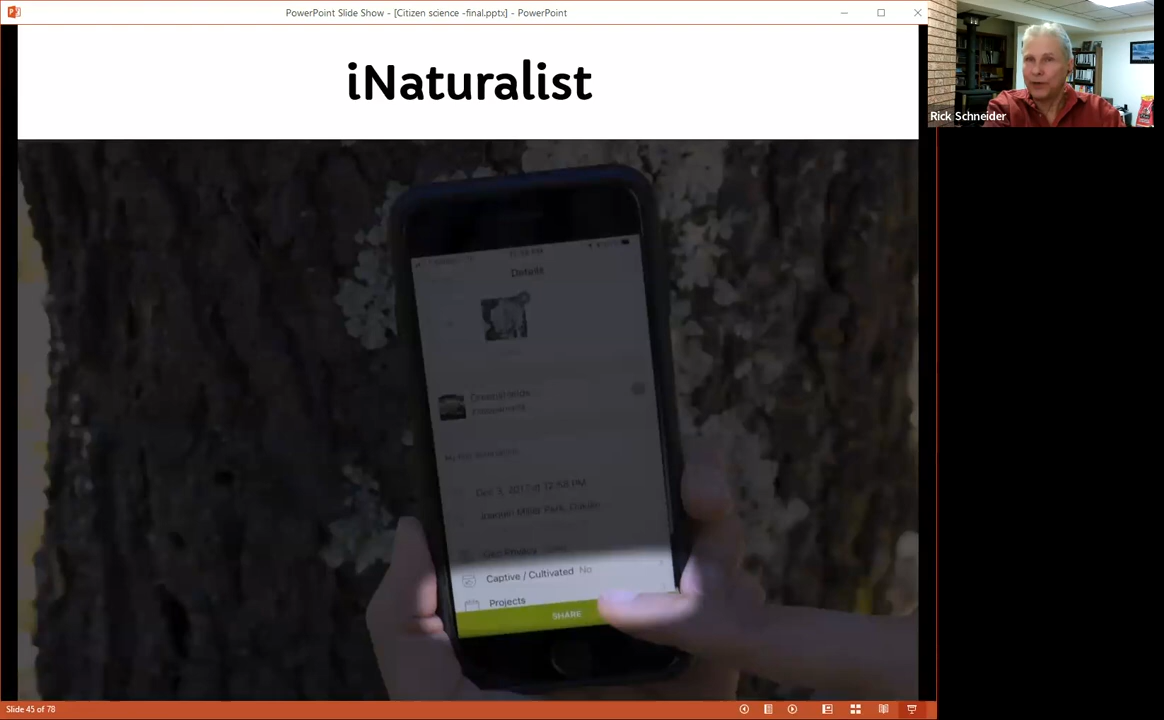 PowerPoint Slide Show - [Citizen science -final.pptx] - PowerPoint
iNaturalist
Rick Schneider
Details
Captive / Cultivated No
Projects
SHARE
Slide 45 of 78